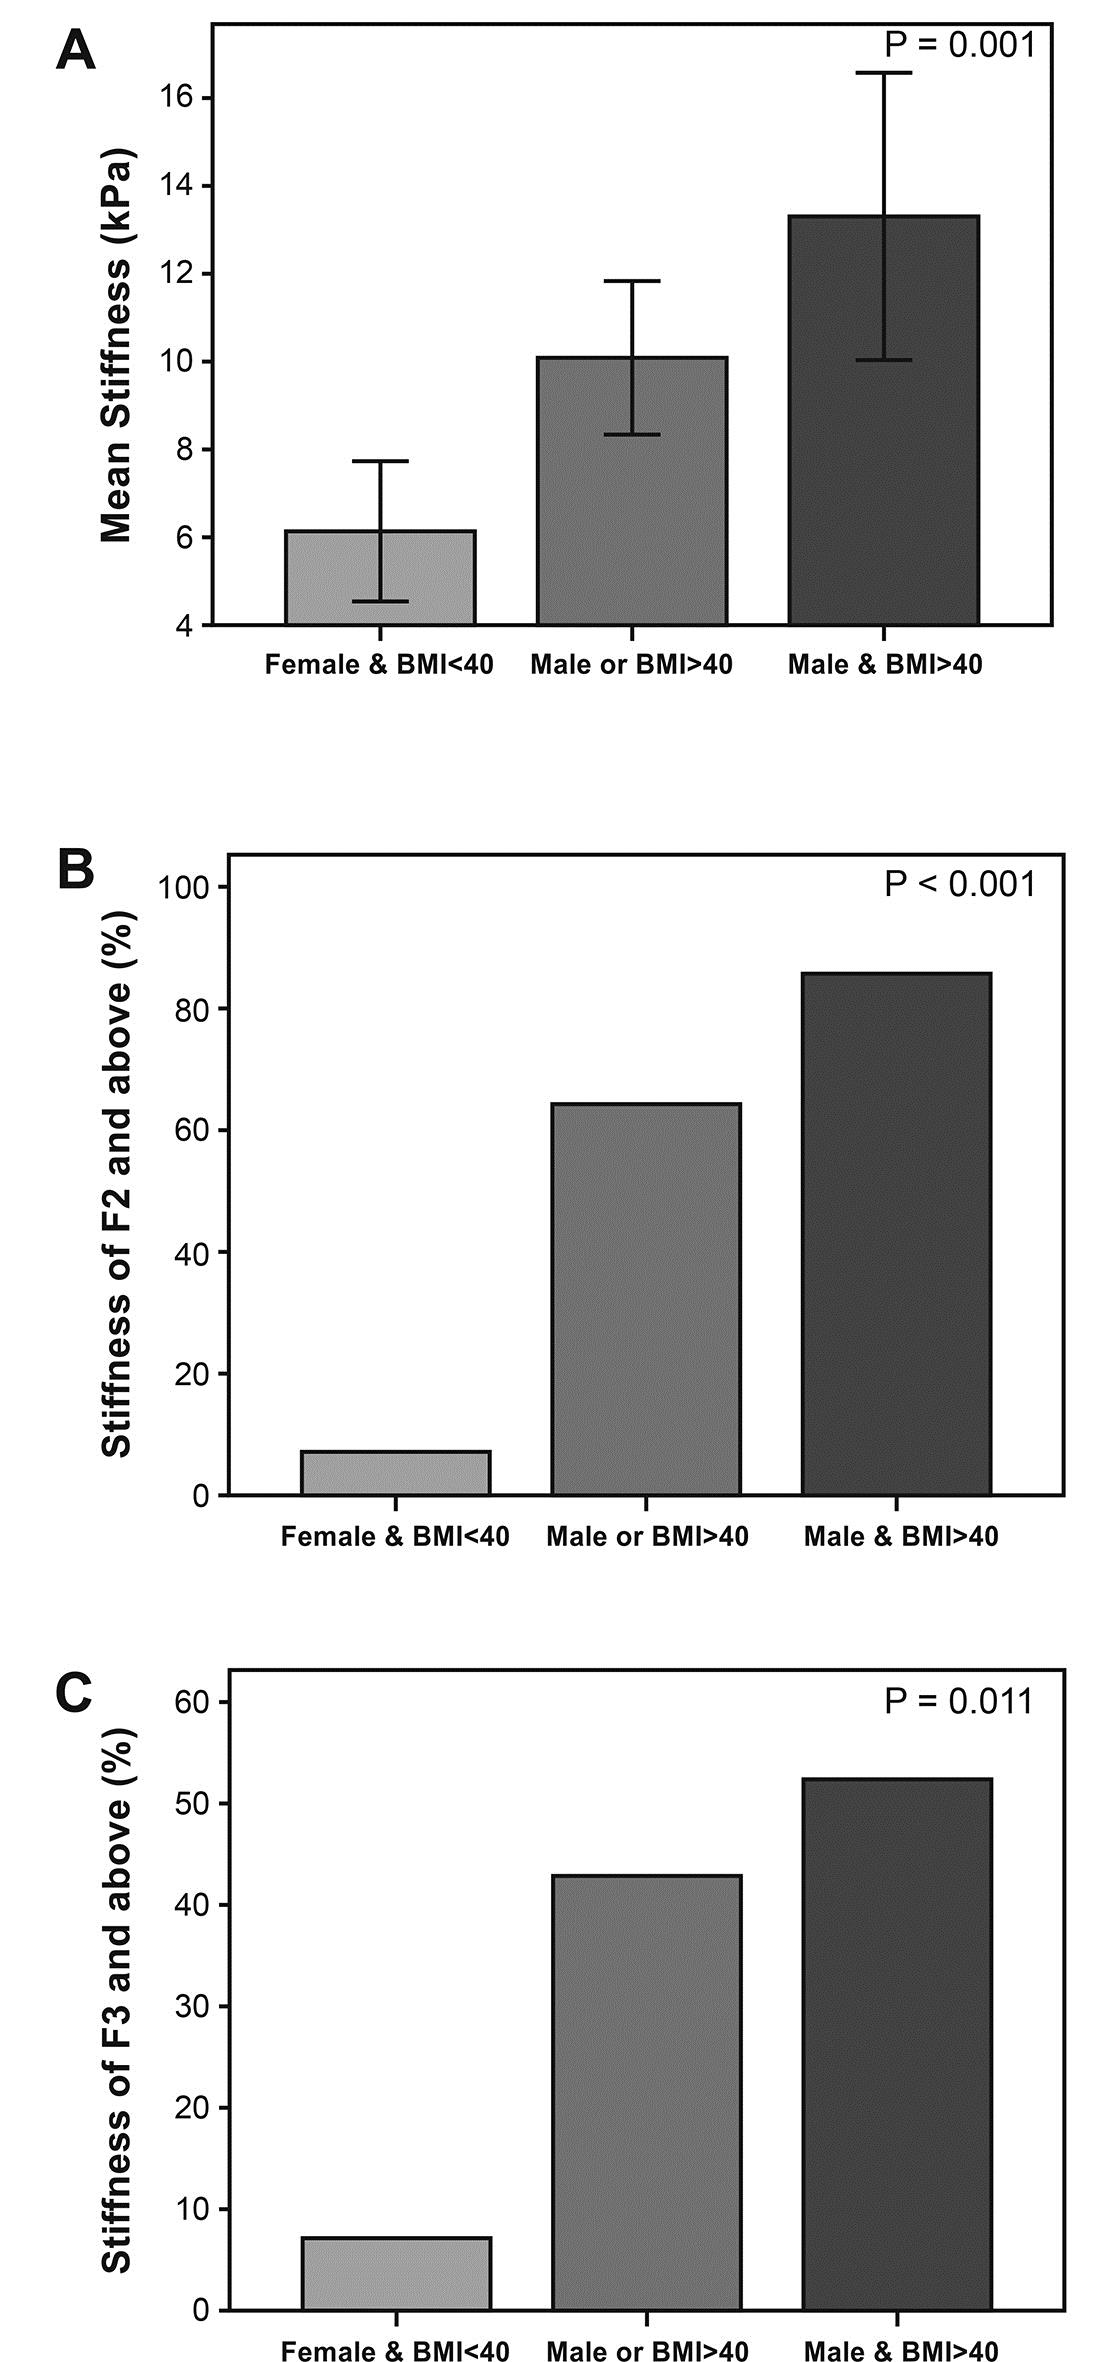 A
P = 0.001
Mean Stiffness (kPa)
16
14
12
10
8
6
4
Female & BMI<40 Male or BMI>40 Male & BMI>40
B
P < 0.001
Stiffness of F2 and above (%)
100
80
60
40
20
0
Female & BMI<40 Male or BMI>40 Male & BMI>40
C
P = 0.011
Stiffness of F3 and above (%)
60
50
40
30
20
10
0
Female & BMI<40 Male or BMI>40 Male & BMI>40